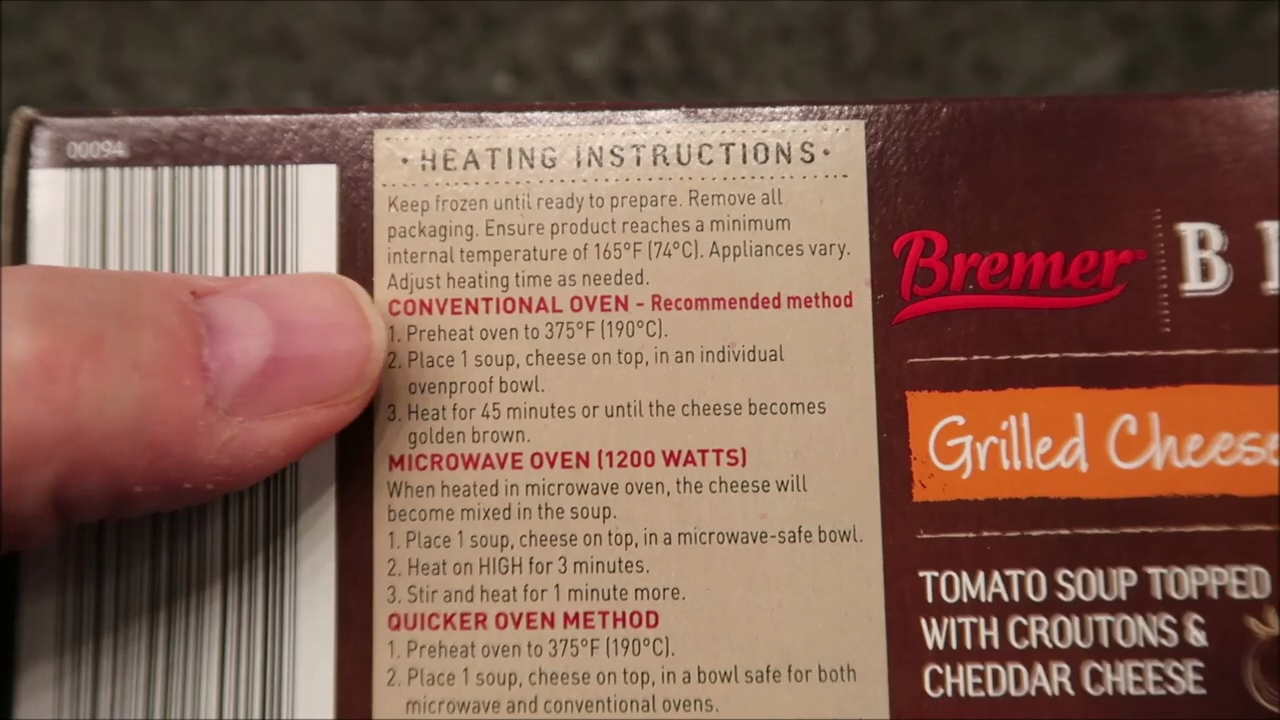 00094
• HEATING INSTRUCTIONS •
Keep frozen until ready to prepare. Remove all
packaging. Ensure product reaches a minimum
internal temperature of 165°F (74°C). Appliances vary.
Adjust heating time as needed.
CONVENTIONAL OVEN - Recommended method
1. Preheat oven to 375°F (190°C).
2. Place 1 soup, cheese on top, in an individual
ovenproof bowl.
3. Heat for 45 minutes or until the cheese becomes
golden brown.
MICROWAVE OVEN (1200 WATTS)
When heated in microwave oven, the cheese will
become mixed in the soup.
1. Place 1 soup, cheese on top, in a microwave-safe bowl.
2. Heat on HIGH for 3 minutes.
3. Stir and heat for 1 minute more.
QUICKER OVEN METHOD
1. Preheat oven to 375°F (190°C).
2. Place 1 soup, cheese on top, in a bowl safe for both
microwave and conventional ovens.
Bremer®
Grilled Cheese
TOMATO SOUP TOPPED
WITH CROUTONS &
CHEDDAR CHEESE